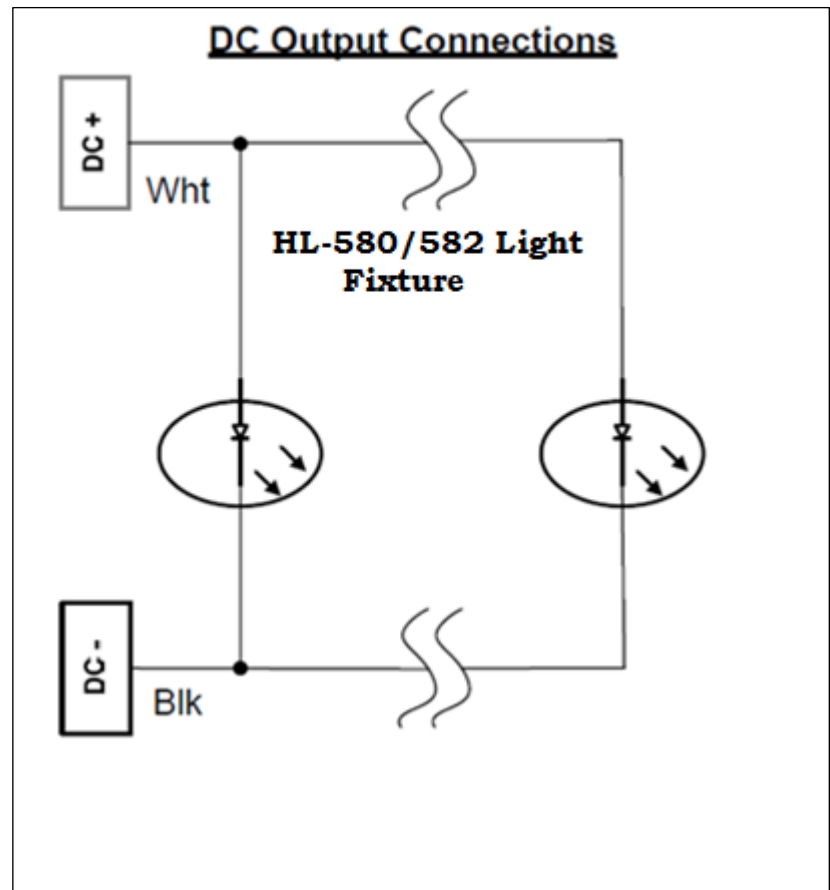 DC Output Connections
DC +
Wht
HL-580/582 Light
Fixture
DC -
Blk